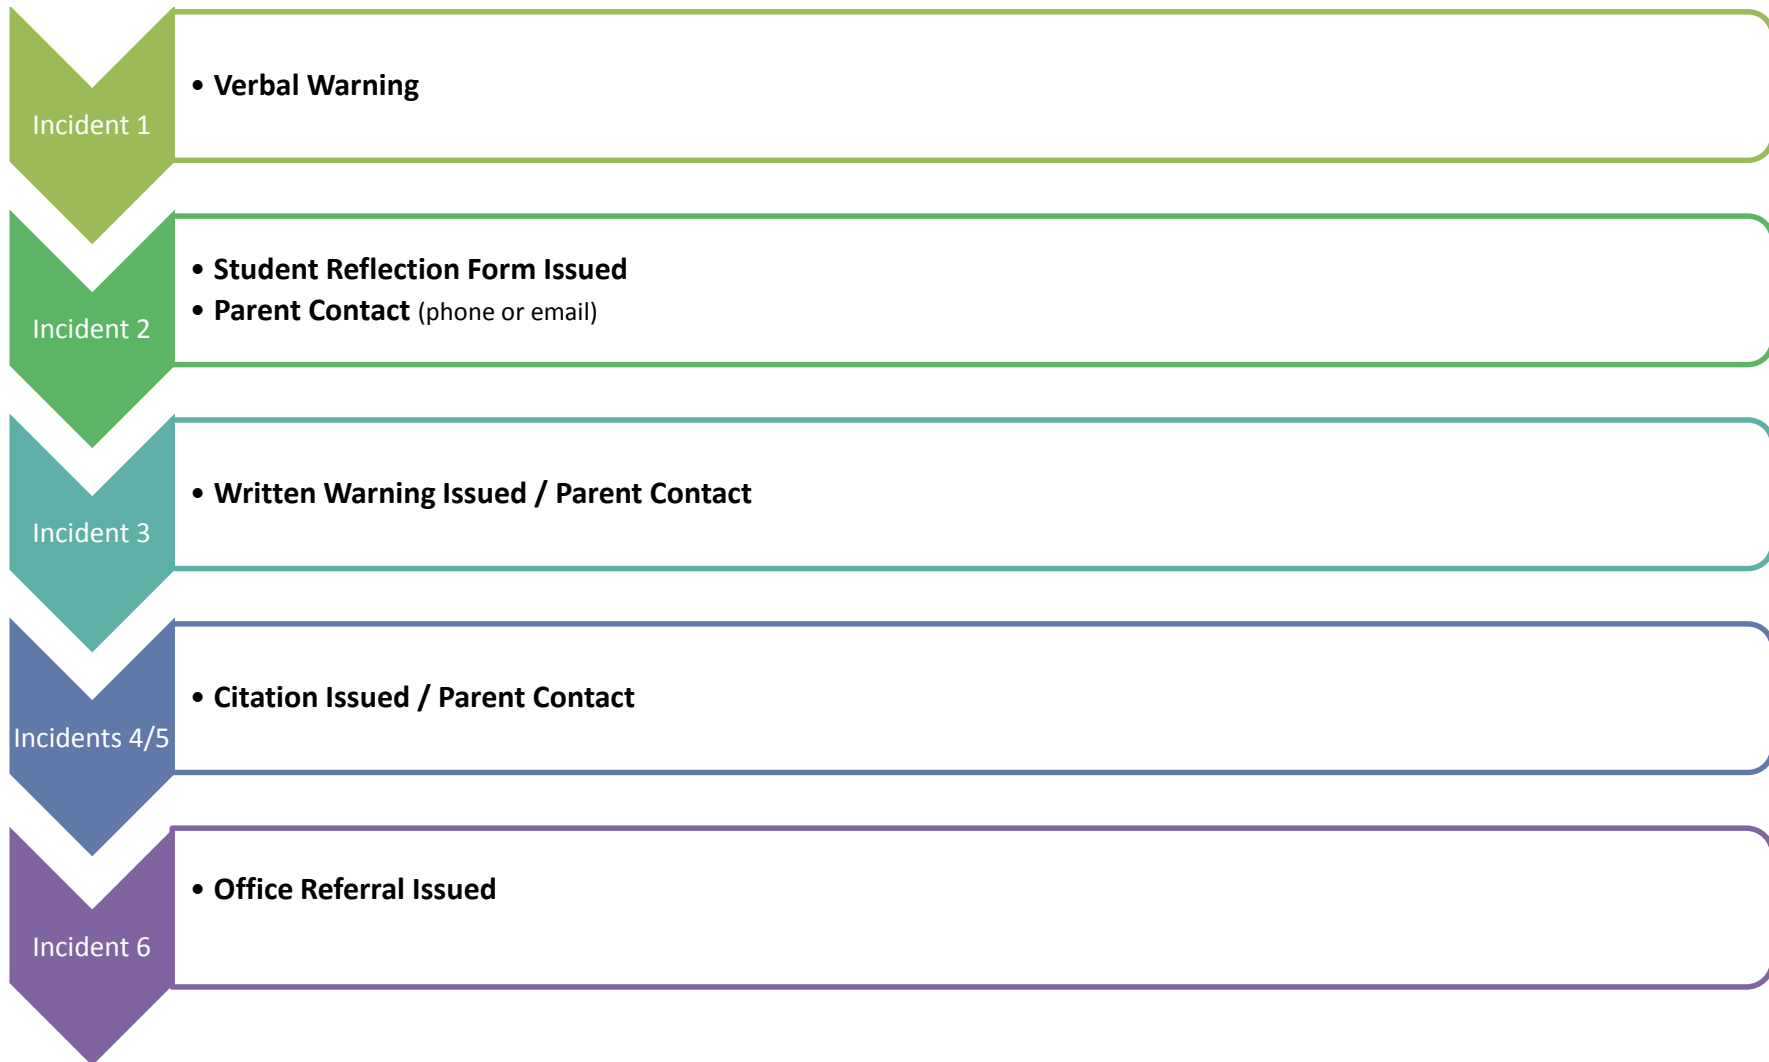 Incident 1
• Verbal Warning
Incident 2
• Student Reflection Form Issued
• Parent Contact (phone or email)
Incident 3
• Written Warning Issued / Parent Contact
Incidents 4/5
• Citation Issued / Parent Contact
Incident 6
• Office Referral Issued